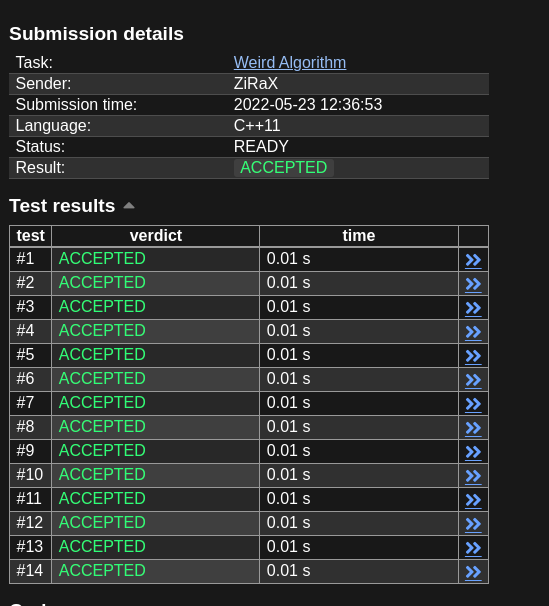 Submission details
Task: Weird Algorithm
Sender: ZiRaX
Submission time: 2022-05-23 12:36:53
Language: C++11
Status: READY
Result: ACCEPTED
Test results
test verdict time
#1 ACCEPTED 0.01 s
#2 ACCEPTED 0.01 s
#3 ACCEPTED 0.01 s
#4 ACCEPTED 0.01 s
#5 ACCEPTED 0.01 s
#6 ACCEPTED 0.01 s
#7 ACCEPTED 0.01 s
#8 ACCEPTED 0.01 s
#9 ACCEPTED 0.01 s
#10 ACCEPTED 0.01 s
#11 ACCEPTED 0.01 s
#12 ACCEPTED 0.01 s
#13 ACCEPTED 0.01 s
#14 ACCEPTED 0.01 s